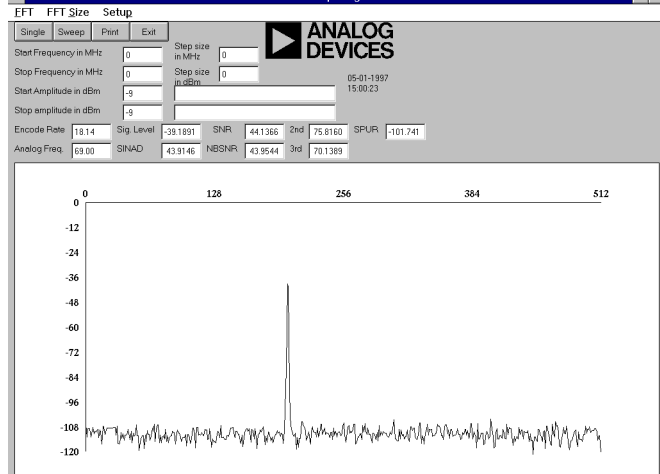 FFT FFT Size Setup
Single Sweep Print Exit
ANALOG
DEVICES
Start Frequency in MHz 0 Step size in MHz 0
Stop Frequency in MHz 0 Step size in dBm 0
05-01-1997
15:00:23
Start Amplitude in dBm -9
Stop amplitude in dBm -9
Encode Rate 18.14 Sig. Level -39.1891 SNR 44.1366 2nd 75.8160 SPUR -101.741
Analog Freq. 69.00 SINAD 43.9146 NBSNR 43.9544 3rd 70.1389
0 128 256 384 512
0
-12
-24
-36
-48
-60
-72
-84
-96
-108
-120